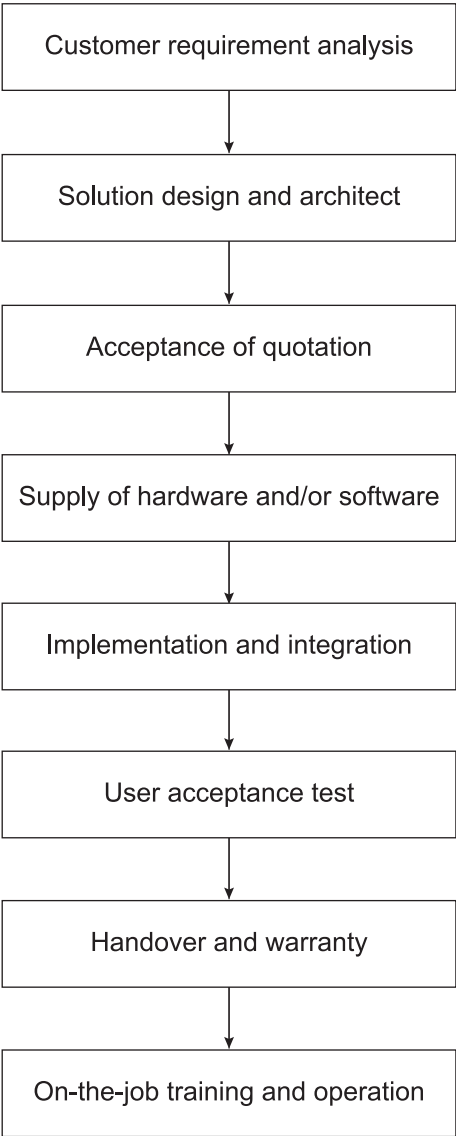 Customer requirement analysis
Solution design and architect
Acceptance of quotation
Supply of hardware and/or software
Implementation and integration
User acceptance test
Handover and warranty
On-the-job training and operation